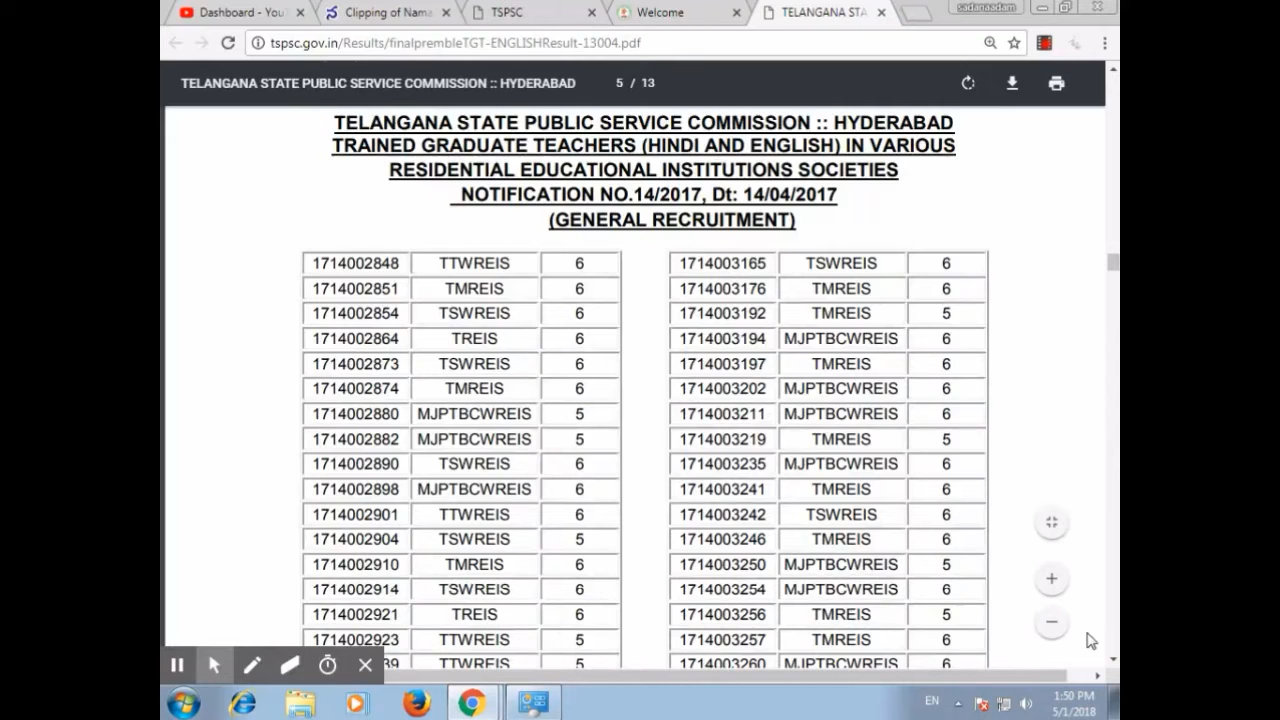 Dashboard - You
Clipping of Nama
TSPSC
Welcome
TELANGANA STA
sadanaadam
tspsc.gov.in/Results/finalprembleTGT-ENGLISHResult-13004.pdf
TELANGANA STATE PUBLIC SERVICE COMMISSION :: HYDERABAD 5 / 13
TELANGANA STATE PUBLIC SERVICE COMMISSION :: HYDERABAD
TRAINED GRADUATE TEACHERS (HINDI AND ENGLISH) IN VARIOUS
RESIDENTIAL EDUCATIONAL INSTITUTIONS SOCIETIES
NOTIFICATION NO.14/2017, Dt: 14/04/2017
(GENERAL RECRUITMENT)
1714002848 TTWREIS 6 1714003165 TSWREIS 6
1714002851 TMREIS 6 1714003176 TMREIS 6
1714002854 TSWREIS 6 1714003192 TMREIS 5
1714002864 TREIS 6 1714003194 MJPTBCWREIS 6
1714002873 TSWREIS 6 1714003197 TMREIS 6
1714002874 TMREIS 6 1714003202 MJPTBCWREIS 6
1714002880 MJPTBCWREIS 5 1714003211 MJPTBCWREIS 6
1714002882 MJPTBCWREIS 5 1714003219 TMREIS 5
1714002890 TSWREIS 6 1714003235 MJPTBCWREIS 6
1714002898 MJPTBCWREIS 6 1714003241 TMREIS 6
1714002901 TTWREIS 6 1714003242 TSWREIS 6
1714002904 TSWREIS 5 1714003246 TMREIS 6
1714002910 TMREIS 6 1714003250 MJPTBCWREIS 5
1714002914 TSWREIS 6 1714003254 MJPTBCWREIS 6
1714002921 TREIS 6 1714003256 TMREIS 5
1714002923 TTWREIS 5 1714003257 TMREIS 6
39 TTWREIS 5 1714003260 MJPTBCWREIS 6
EN
1:50 PM
5/1/2018